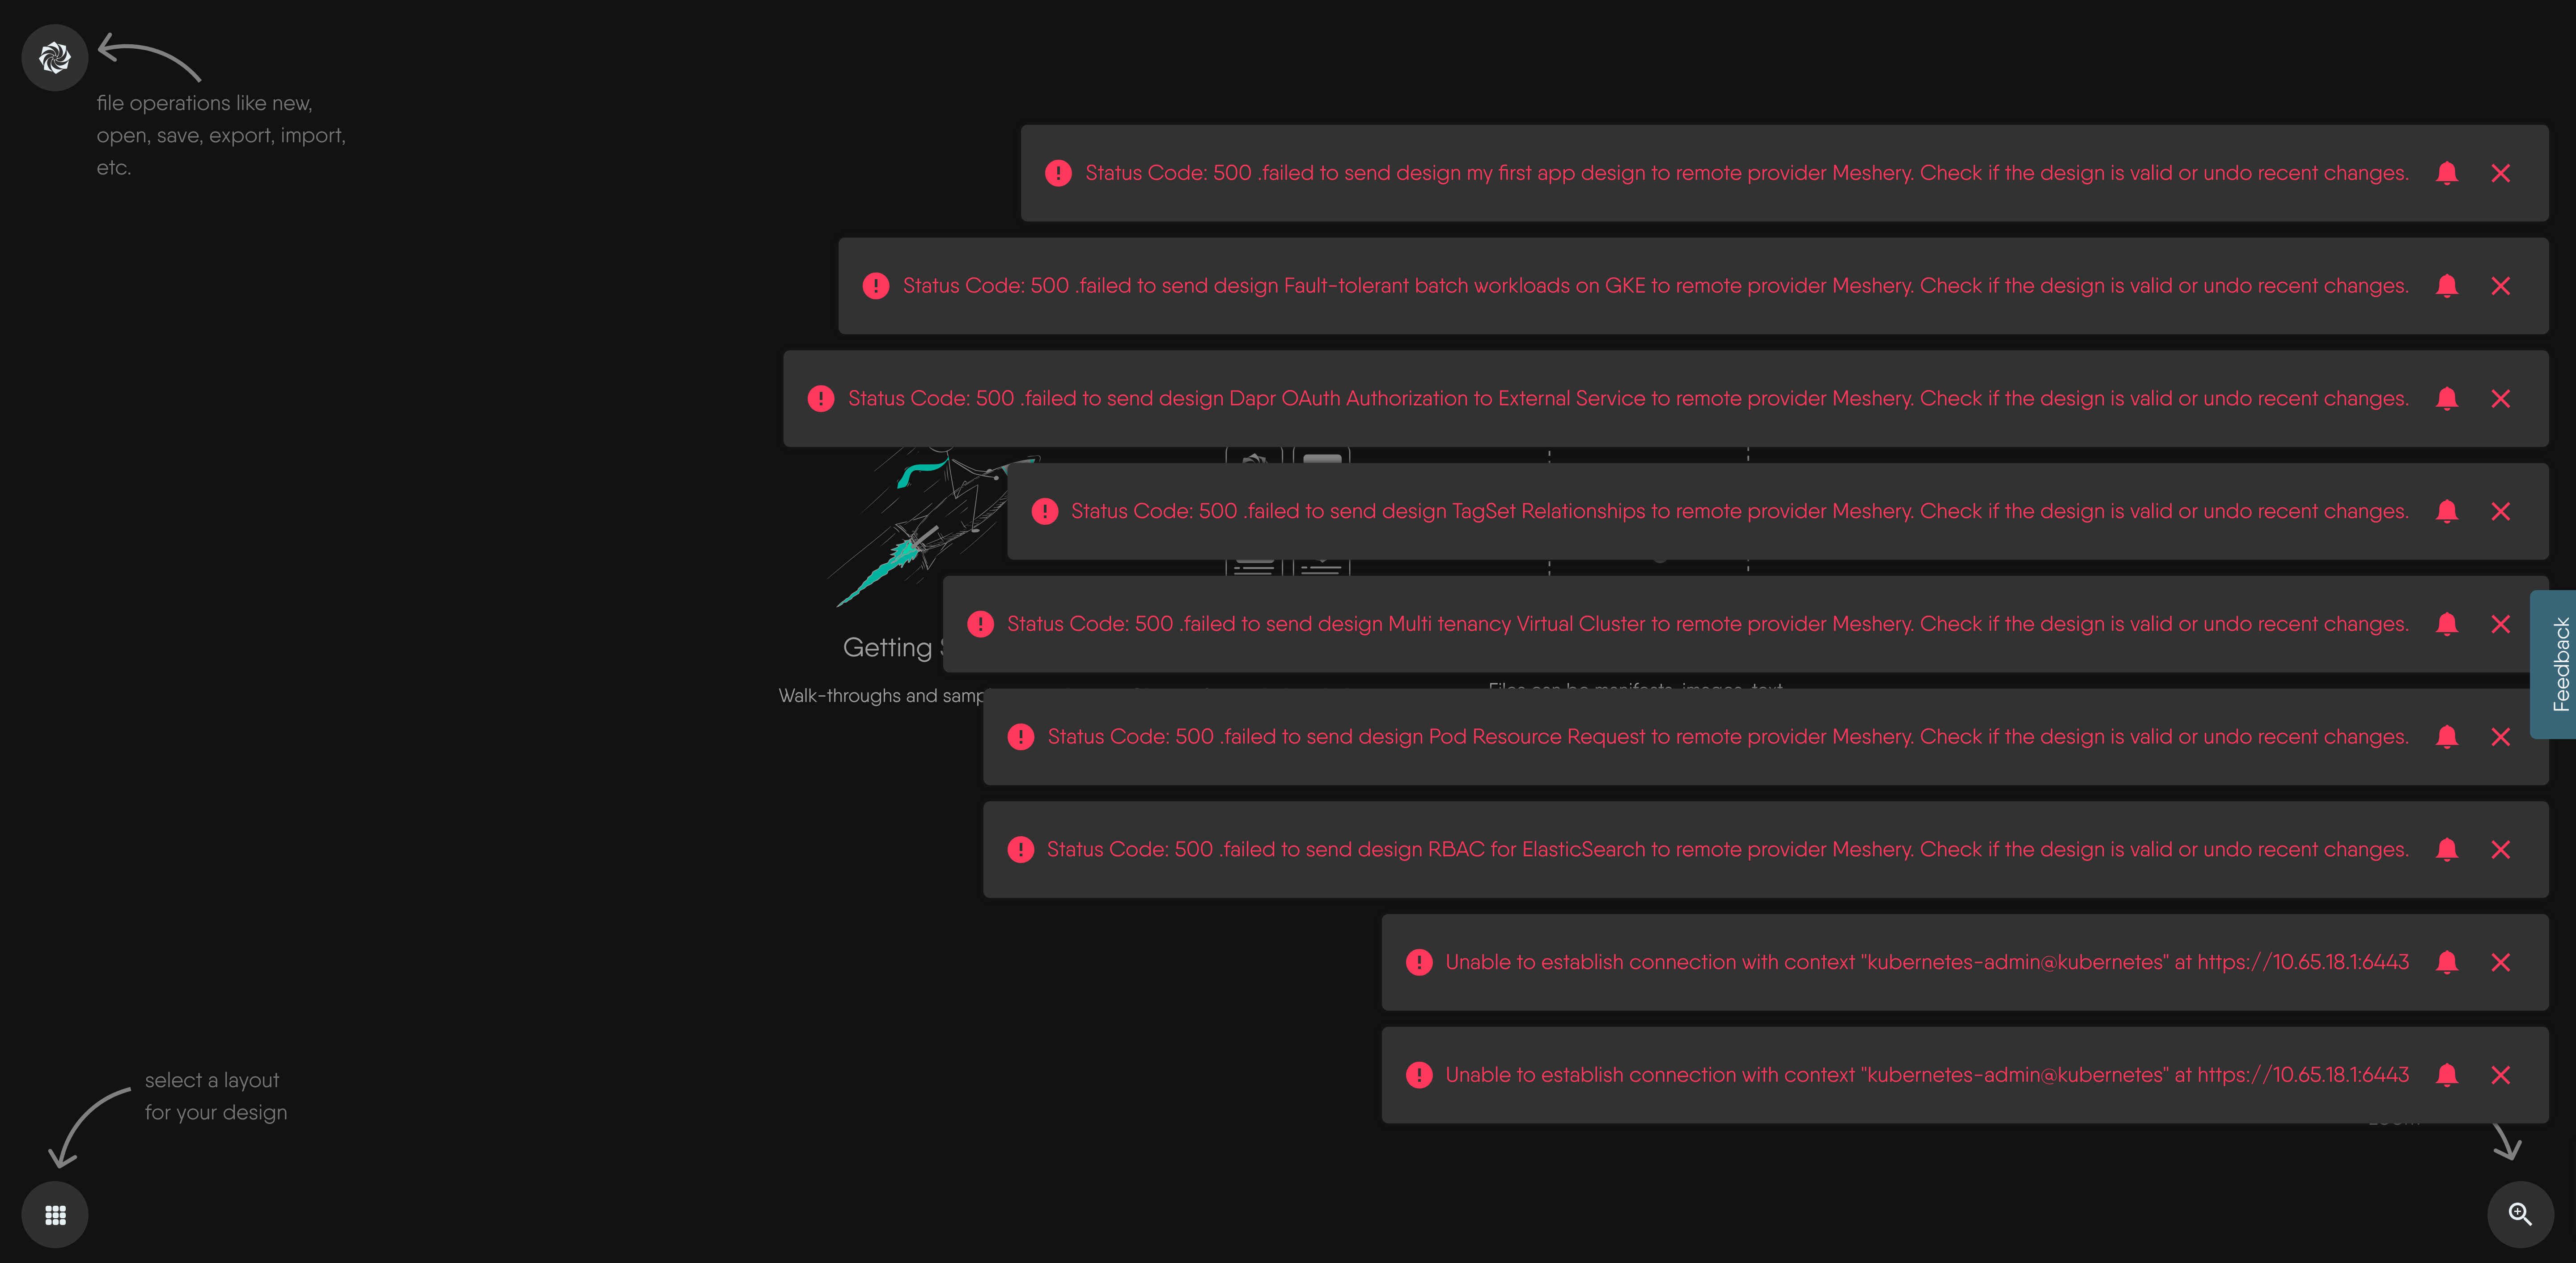 file operations like new,
open, save, export, import,
etc.
Status Code: 500 .failed to send design my first app design to remote provider Meshery. Check if the design is valid or undo recent changes.
Status Code: 500 .failed to send design Fault-tolerant batch workloads on GKE to remote provider Meshery. Check if the design is valid or undo recent changes.
Status Code: 500 .failed to send design Dapr OAuth Authorization to External Service to remote provider Meshery. Check if the design is valid or undo recent changes.
Status Code: 500 .failed to send design TagSet Relationships to remote provider Meshery. Check if the design is valid or undo recent changes.
Status Code: 500 .failed to send design Multi tenancy Virtual Cluster to remote provider Meshery. Check if the design is valid or undo recent changes.
Getting
Walk-throughs and samp
Files can be manifests, images, text
Feedback
Status Code: 500 .failed to send design Pod Resource Request to remote provider Meshery. Check if the design is valid or undo recent changes.
Status Code: 500 .failed to send design RBAC for ElasticSearch to remote provider Meshery. Check if the design is valid or undo recent changes.
Unable to establish connection with context "kubernetes-admin@kubernetes" at https://10.65.18.1:6443
Unable to establish connection with context "kubernetes-admin@kubernetes" at https://10.65.18.1:6443
select a layout
for your design